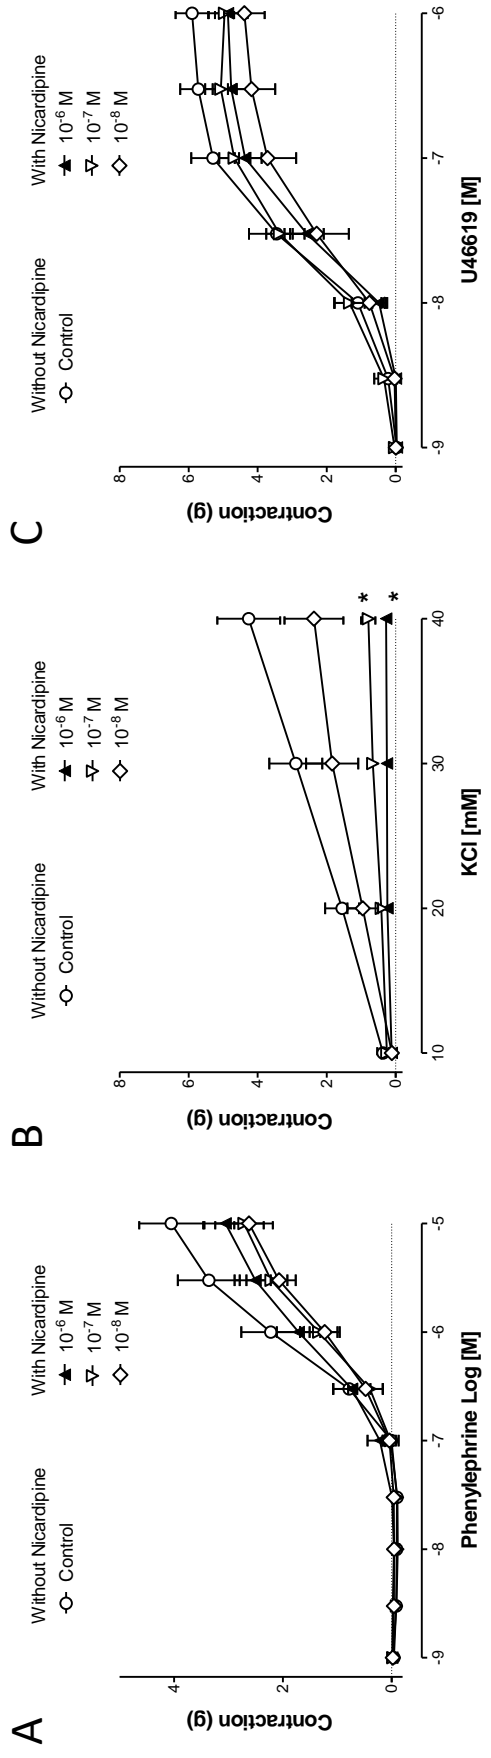 A
Without Nicardipine
With Nicardipine
Control
10⁻⁶ M
10⁻⁷ M
10⁻⁸ M
Contraction (g)
4
2
0
-9
-8
-7
-6
-5
Phenylephrine Log [M]
B
Without Nicardipine
With Nicardipine
Control
10⁻⁶ M
10⁻⁷ M
10⁻⁸ M
Contraction (g)
8
6
4
2
0
10
20
30
40
*
*
KCl [mM]
C
Without Nicardipine
With Nicardipine
Control
10⁻⁶ M
10⁻⁷ M
10⁻⁸ M
Contraction (g)
8
6
4
2
0
-9
-8
-7
-6
U46619 [M]